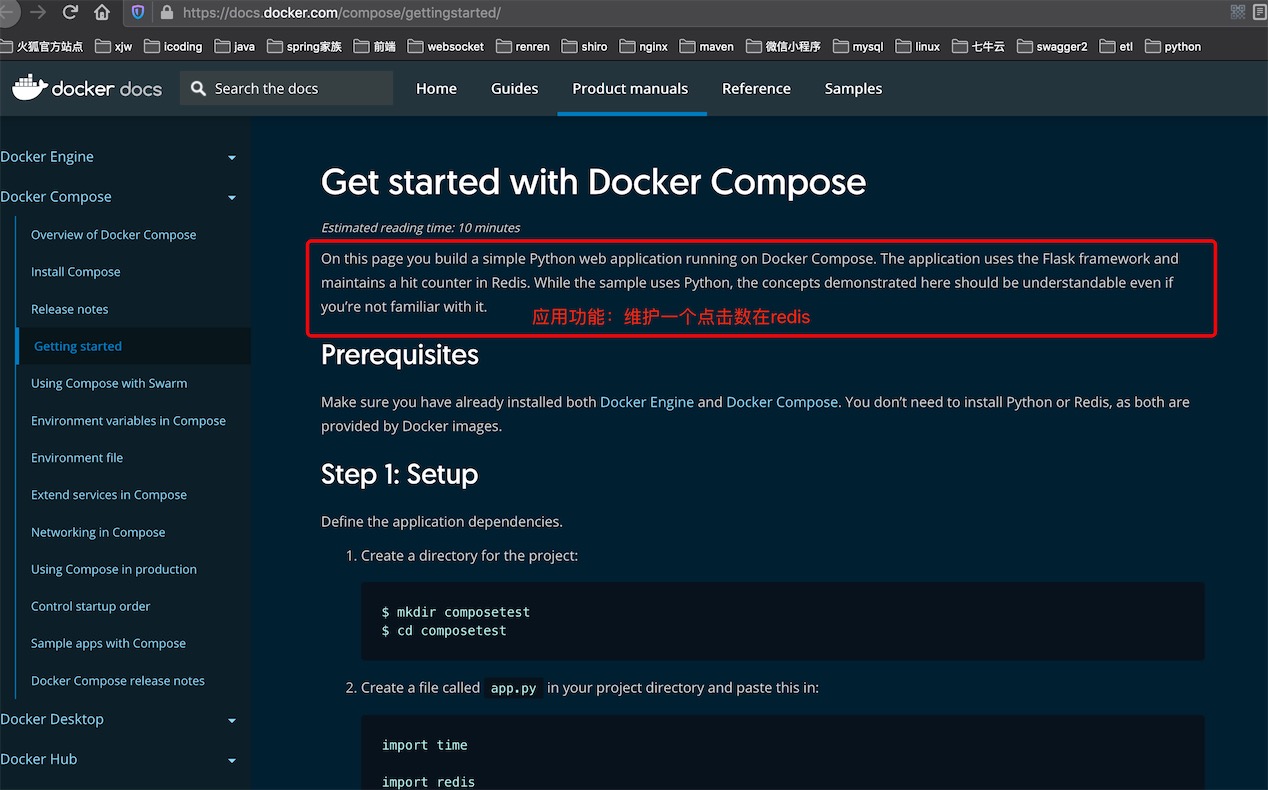 https://docs.docker.com/compose/gettingstarted/
火狐官方站点 xjw icoding java spring家族 前端 websocket renren shiro nginx maven 微信小程序 mysql linux 七牛云 swagger2 etl python
docker docs Search the docs Home Guides Product manuals Reference Samples
Docker Engine
Docker Compose
Overview of Docker Compose
Install Compose
Release notes
Getting started
Using Compose with Swarm
Environment variables in Compose
Environment file
Extend services in Compose
Networking in Compose
Using Compose in production
Control startup order
Sample apps with Compose
Docker Compose release notes
Docker Desktop
Docker Hub
Get started with Docker Compose
Estimated reading time: 10 minutes
On this page you build a simple Python web application running on Docker Compose. The application uses the Flask framework and
maintains a hit counter in Redis. While the sample uses Python, the concepts demonstrated here should be understandable even if
you’re not familiar with it.
应用功能：维护一个点击数在redis
Prerequisites
Make sure you have already installed both Docker Engine and Docker Compose. You don’t need to install Python or Redis, as both are
provided by Docker images.
Step 1: Setup
Define the application dependencies.
1. Create a directory for the project:
$ mkdir composetest
$ cd composetest
2. Create a file called app.py in your project directory and paste this in:
import time
import redis